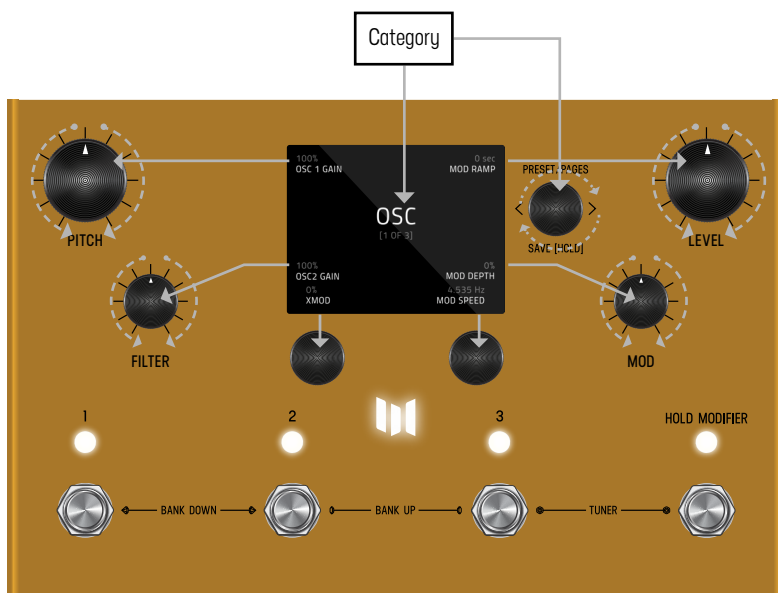 Category
100%
OSC 1 GAIN
0 sec
MOD RAMP
PRESET/PAGES
OSC
[1 OF 3]
PITCH
LEVEL
SAVE [HOLD]
100%
OSC2 GAIN
0%
MOD DEPTH
0%
XMOD
4.535 Hz
MOD SPEED
FILTER
MOD
1
2
3
HOLD MODIFIER
BANK DOWN
BANK UP
TUNER